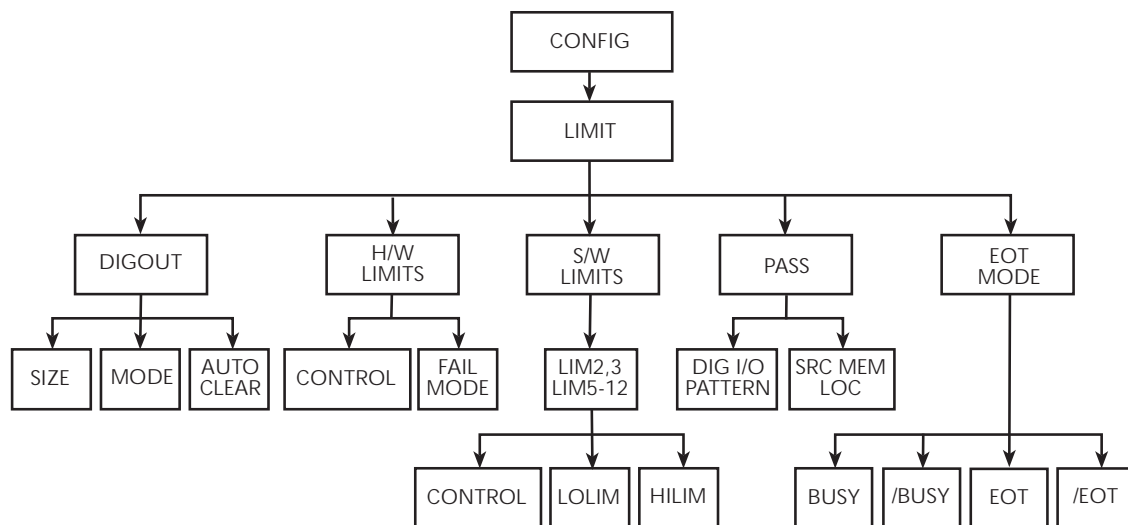 CONFIG
LIMIT
DIGOUT
H/W
LIMITS
S/W
LIMITS
PASS
EOT
MODE
SIZE
MODE
AUTO
CLEAR
CONTROL
FAIL
MODE
LIM2,3
LIM5-12
DIG I/O
PATTERN
SRC MEM
LOC
CONTROL
LOLIM
HILIM
BUSY
/BUSY
EOT
/EOT